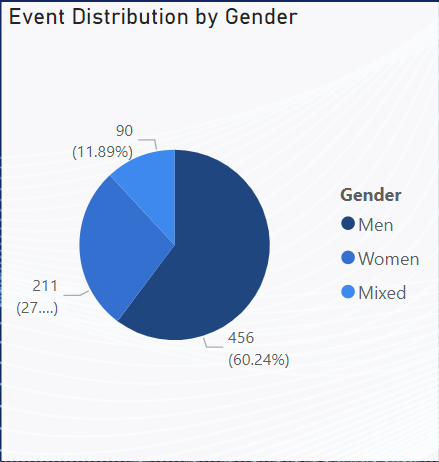 Event Distribution by Gender
90
(11.89%)
Gender
Men
Women
Mixed
211
(27....)
456
(60.24%)